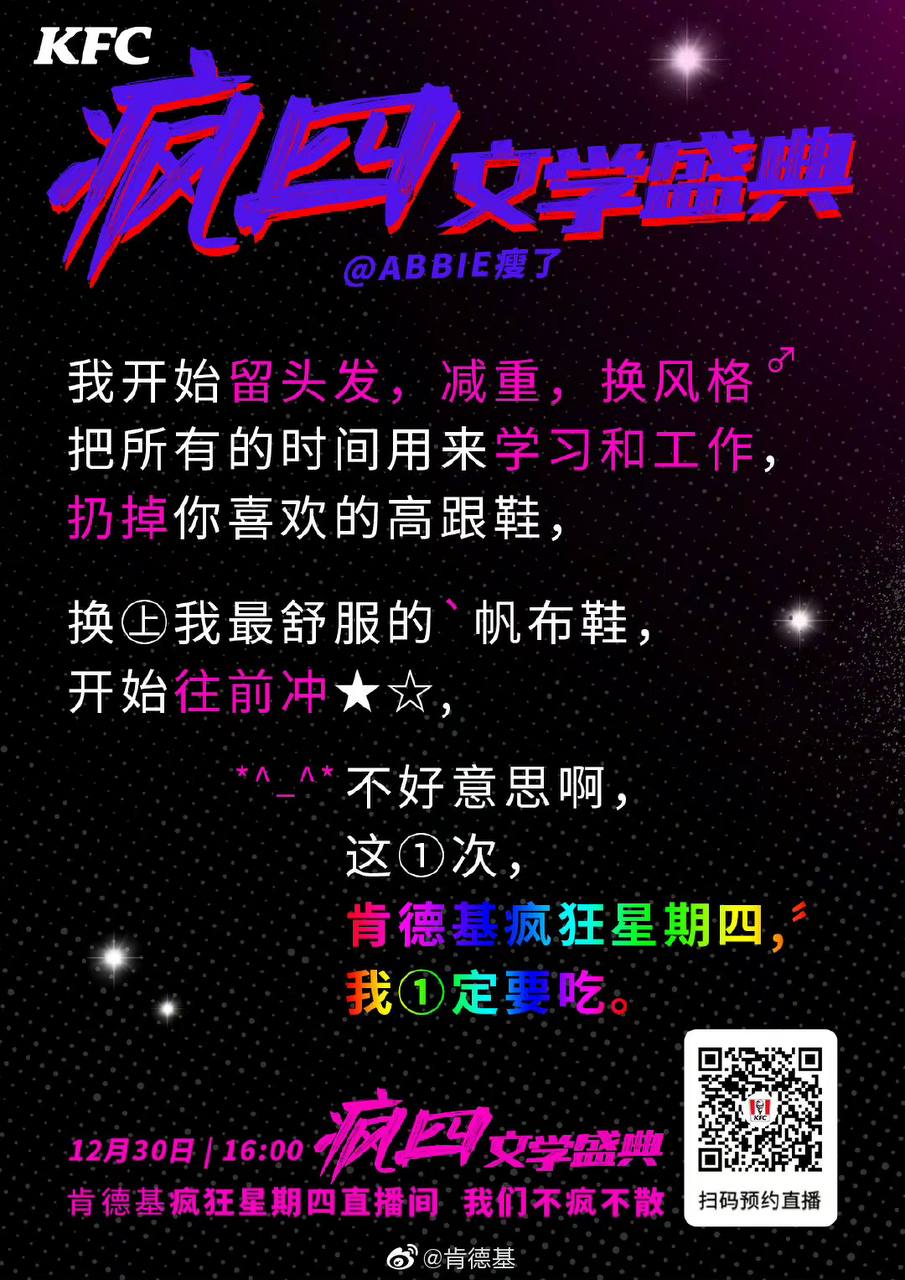 KFC
疯四文学盛典
@ABBIE瘦了
我开始留头发，减重，换风格♂
把所有的时间用来学习和工作，
扔掉你喜欢的高跟鞋，
换㊤我最舒服的`帆布鞋，
开始往前冲★☆，
*^_^*不好意思啊，
这①次，
肯德基疯狂星期四，〞
我①定要吃。
12月30日 | 16:00 疯四文学盛典
肯德基疯狂星期四直播间 我们不疯不散
KFC
扫码预约直播
@肯德基